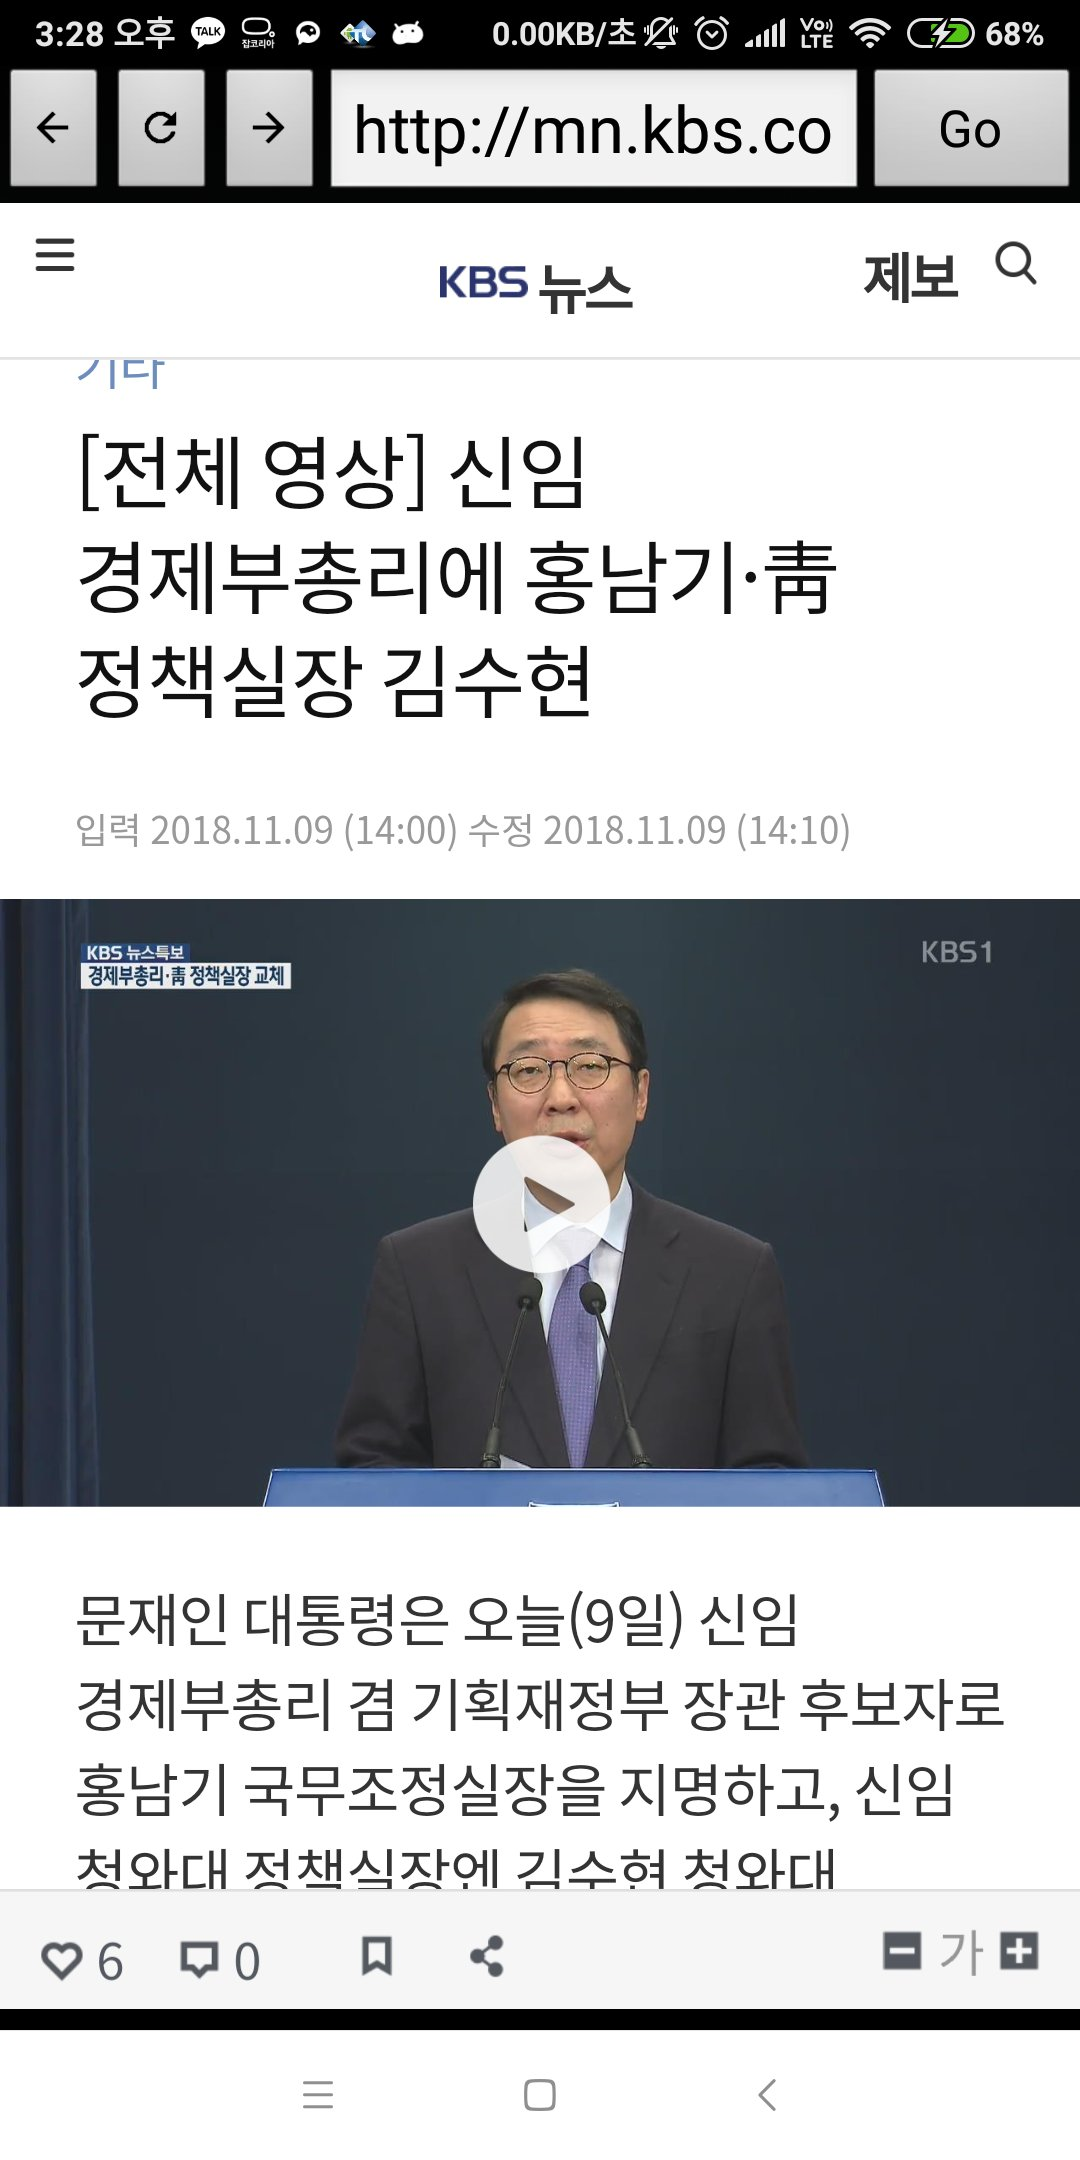 3:28 오후 TALK 잡코리아 0.00KB/초 VoLTE 68%
http://mn.kbs.co Go
KBS 뉴스 제보
기타
[전체 영상] 신임
경제부총리에 홍남기·靑
정책실장 김수현
입력 2018.11.09 (14:00) 수정 2018.11.09 (14:10)
KBS 뉴스특보
경제부총리·靑 정책실장 교체
KBS1
문재인 대통령은 오늘(9일) 신임
경제부총리 겸 기획재정부 장관 후보자로
홍남기 국무조정실장을 지명하고, 신임
청와대 정책실장엔 김수현 청와대
6 0 가